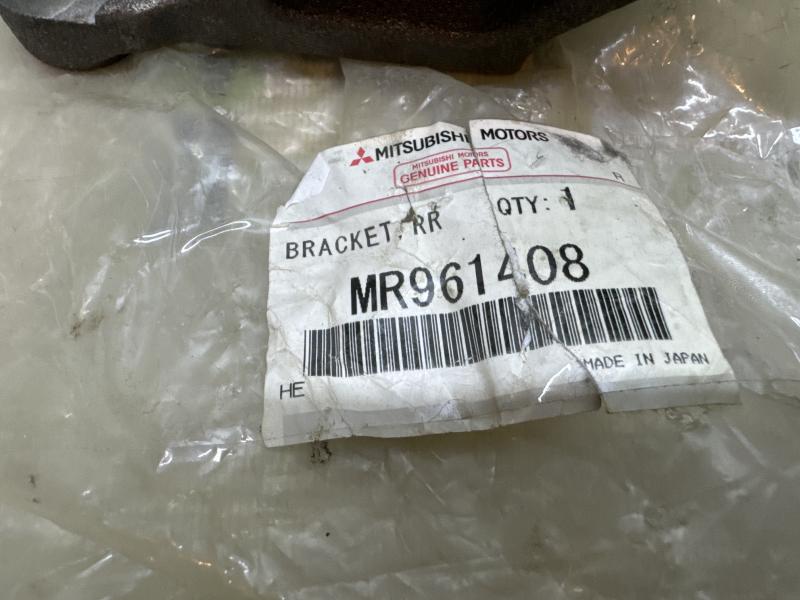 MITSUBISHI MOTORS
MITSUBISHI MOTORS
GENUINE PARTS
R
BRACKET, RR QTY: 1
MR961408
MADE IN JAPAN
HE